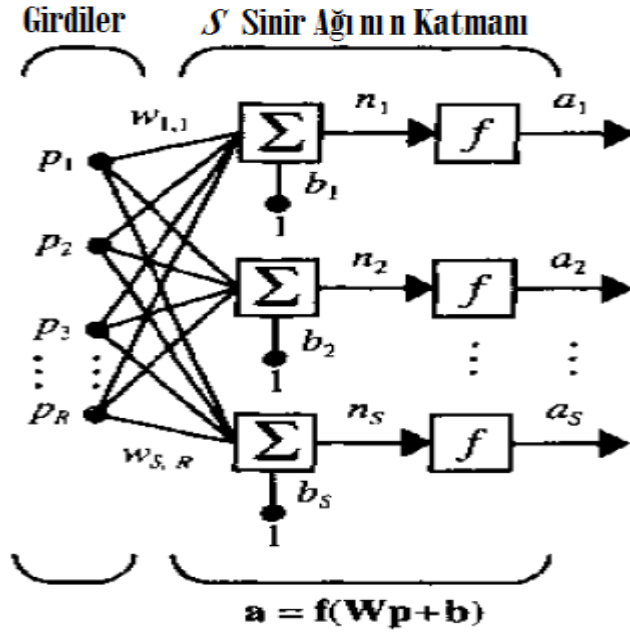 Girdiler S Sinir Ağı nı n Katmanı
w1,1 n1 a1
p1 Σ f
b1
1
p2 n2 a2
Σ f
p3 b2
1
pR nS aS
Σ f
wS, R
bS
1
a = f(Wp+b)